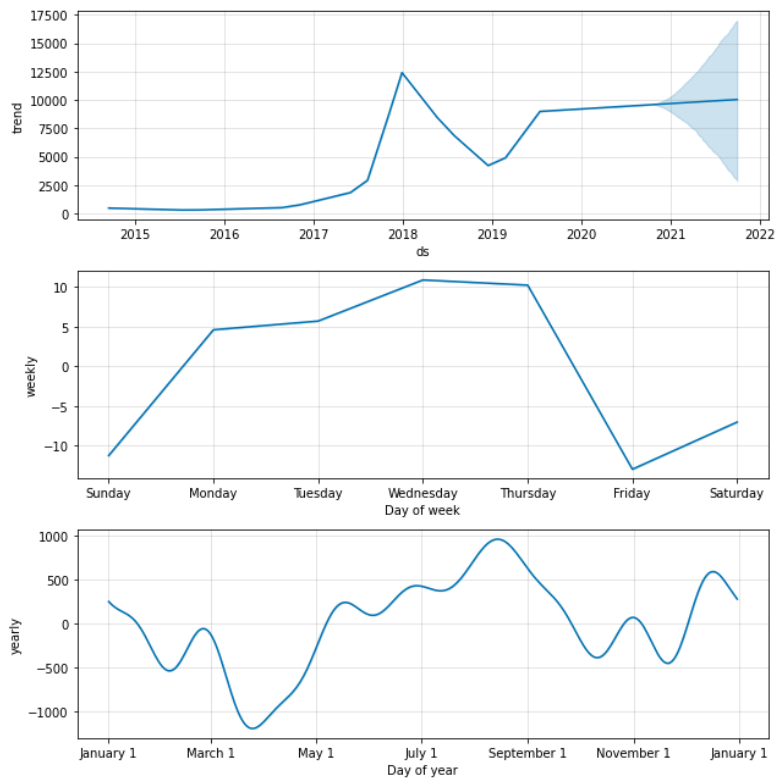 17500
15000
12500
10000
7500
5000
2500
0
trend
2015 2016 2017 2018 2019 2020 2021 2022
ds
10
5
0
−5
−10
weekly
Sunday Monday Tuesday Wednesday Thursday Friday Saturday
Day of week
1000
500
0
−500
−1000
yearly
January 1 March 1 May 1 July 1 September 1 November 1 January 1
Day of year